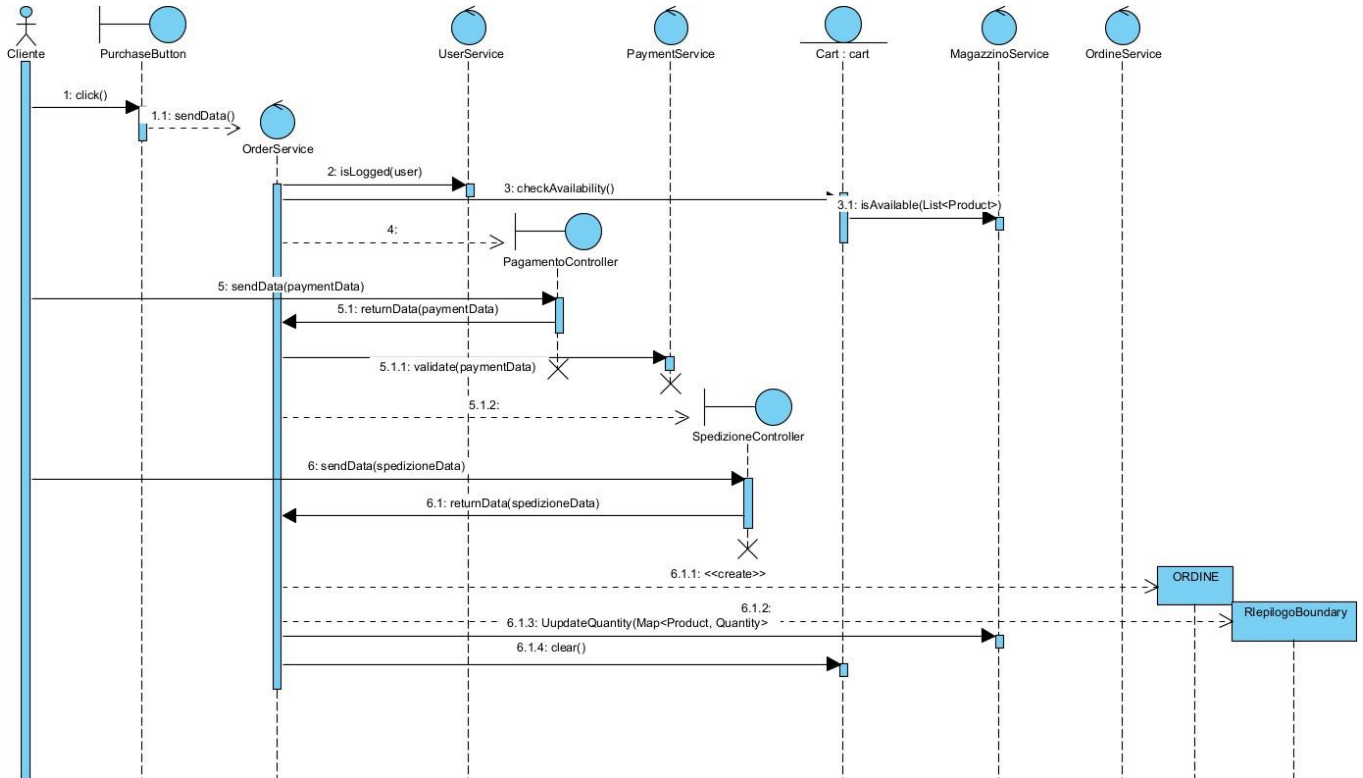 Cliente
PurchaseButton
UserService
PaymentService
Cart : cart
MagazzinoService
OrdineService
1: click()
1.1: sendData()
OrderService
2: isLogged(user)
3: checkAvailability()
3.1: isAvailable(List<Product>)
4:
PagamentoController
5: sendData(paymentData)
5.1: returnData(paymentData)
5.1.1: validate(paymentData)
5.1.2:
SpedizioneController
6: sendData(spedizioneData)
6.1: returnData(spedizioneData)
6.1.1: <<create>>
ORDINE
6.1.2:
RIepilogoBoundary
6.1.3: UupdateQuantity(Map<Product, Quantity>
6.1.4: clear()